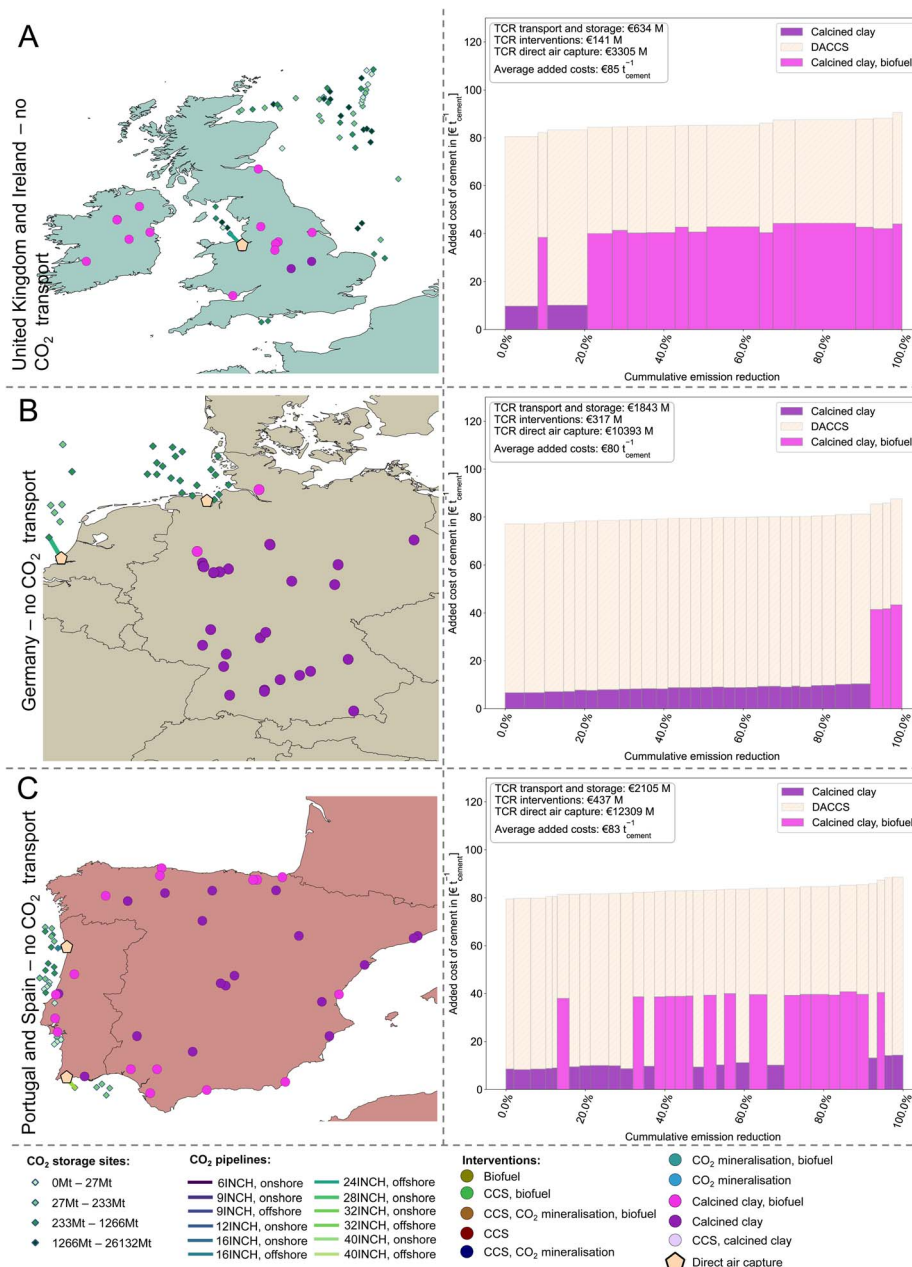 A
United Kingdom and Ireland – no
CO2 transport
TCR transport and storage: €634 M
TCR interventions: €141 M
TCR direct air capture: €3305 M
Average added costs: €85 t−1cement
Calcined clay
DACCS
Calcined clay, biofuel
Added cost of cement in [€ t−1cement]
120
100
80
60
40
20
0
0.0%
20.0%
40.0%
60.0%
80.0%
100.0%
Cummulative emission reduction
B
Germany – no CO2 transport
TCR transport and storage: €1843 M
TCR interventions: €317 M
TCR direct air capture: €10393 M
Average added costs: €80 t−1cement
Calcined clay
DACCS
Calcined clay, biofuel
Added cost of cement in [€ t−1cement]
120
100
80
60
40
20
0
0.0%
20.0%
40.0%
60.0%
80.0%
100.0%
Cummulative emission reduction
C
Portugal and Spain – no CO2 transport
TCR transport and storage: €2105 M
TCR interventions: €437 M
TCR direct air capture: €12309 M
Average added costs: €83 t−1cement
Calcined clay
DACCS
Calcined clay, biofuel
Added cost of cement in [€ t−1cement]
120
100
80
60
40
20
0
0.0%
20.0%
40.0%
60.0%
80.0%
100.0%
Cummulative emission reduction
CO2 storage sites:
0Mt – 27Mt
27Mt – 233Mt
233Mt – 1266Mt
1266Mt – 26132Mt
CO2 pipelines:
6INCH, onshore
9INCH, onshore
9INCH, offshore
12INCH, onshore
16INCH, onshore
16INCH, offshore
24INCH, offshore
28INCH, onshore
32INCH, onshore
32INCH, offshore
40INCH, onshore
40INCH, offshore
Interventions:
Biofuel
CCS, biofuel
CCS, CO2 mineralisation, biofuel
CCS
CCS, CO2 mineralisation
CO2 mineralisation, biofuel
CO2 mineralisation
Calcined clay, biofuel
Calcined clay
CCS, calcined clay
Direct air capture